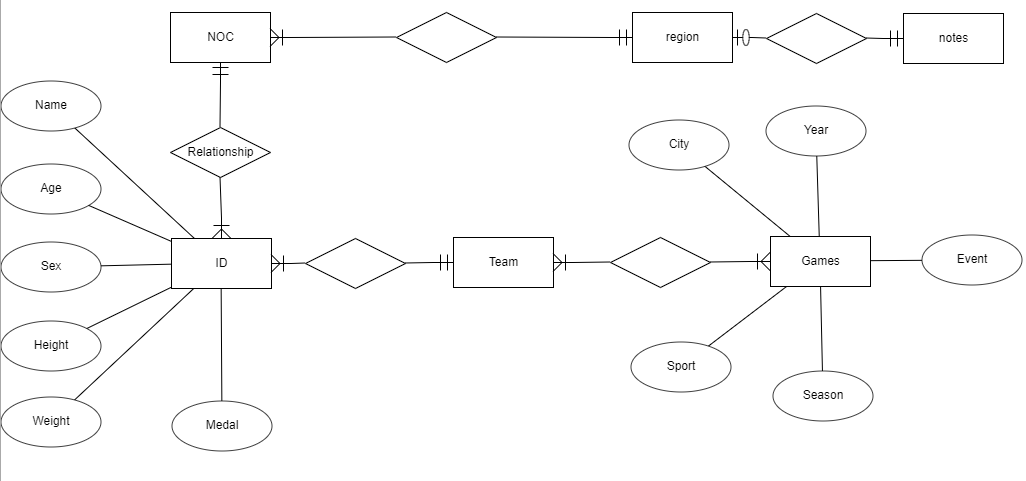 NOC
region
notes
Name
Year
City
Relationship
Age
ID
Team
Games
Event
Sex
Height
Sport
Season
Weight
Medal